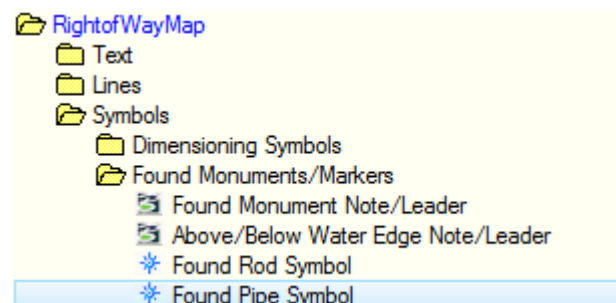 RightofWayMap
Text
Lines
Symbols
Dimensioning Symbols
Found Monuments/Markers
Found Monument Note/Leader
Above/Below Water Edge Note/Leader
Found Rod Symbol
Found Pipe Symbol